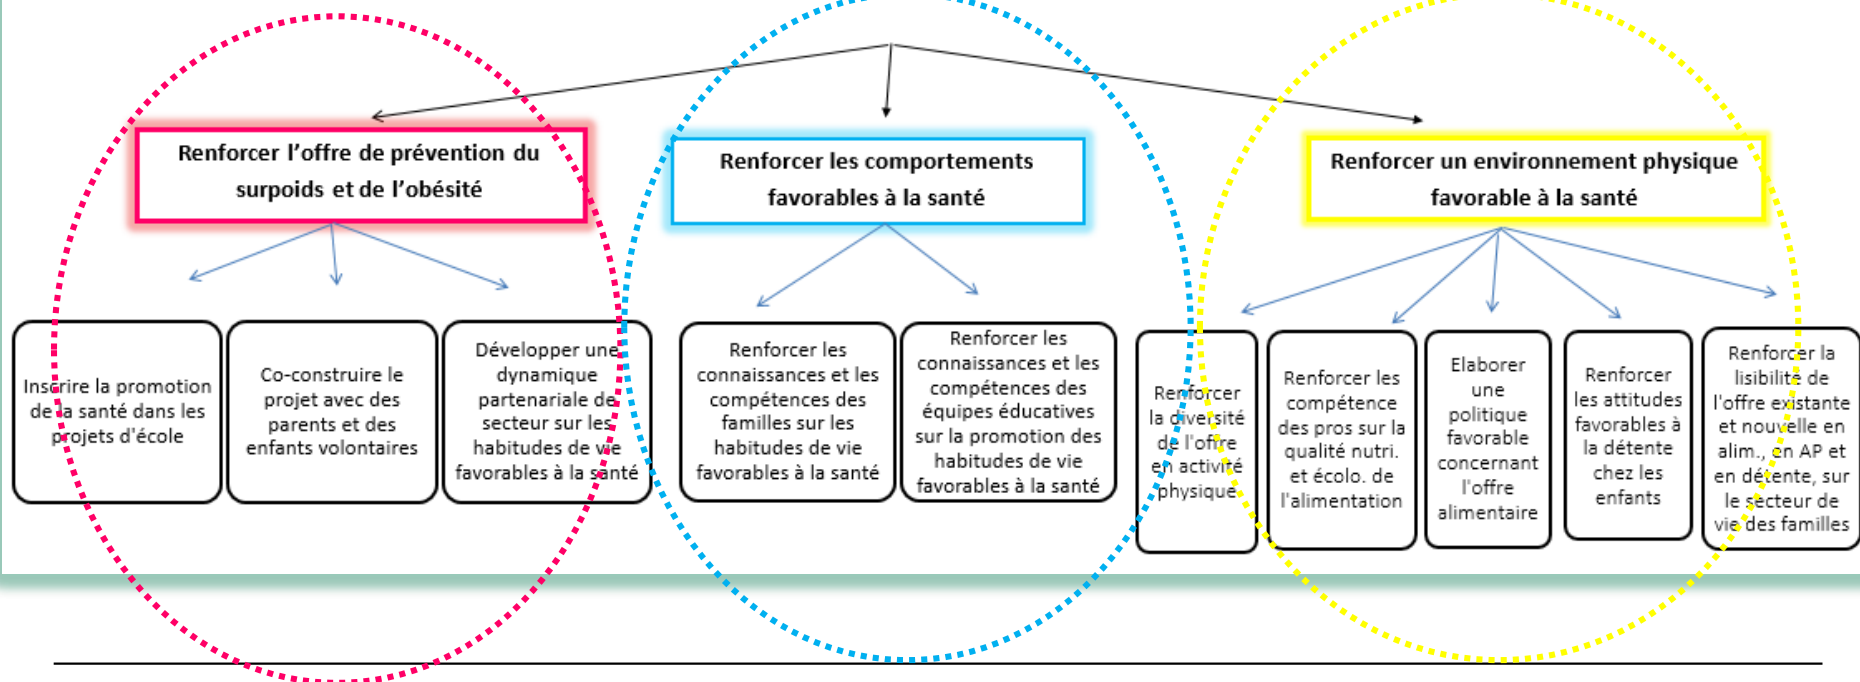 Renforcer l’offre de prévention du
surpoids et de l’obésité
Renforcer les comportements
favorables à la santé
Renforcer un environnement physique
favorable à la santé
Inscrire la promotion
de la santé dans les
projets d'école
Co-construire le
projet avec des
parents et des
enfants volontaires
Développer une
dynamique
partenariale de
secteur sur les
habitudes de vie
favorables à la santé
Renforcer les
connaissances et les
compétences des
familles sur les
habitudes de vie
favorables à la santé
Renforcer les
connaissances et les
compétences des
équipes éducatives
sur la promotion des
habitudes de vie
favorables à la santé
Renforcer
la diversité
de l'offre
en activité
physique
Renforcer les
compétence
des pros sur la
qualité nutri.
et écolo. de
l'alimentation
Elaborer
une
politique
favorable
concernant
l'offre
alimentaire
Renforcer
les attitudes
favorables à
la détente
chez les
enfants
Renforcer la
lisibilité de
l'offre existante
et nouvelle en
alim., en AP et
en détente, sur
le secteur de
vie des familles